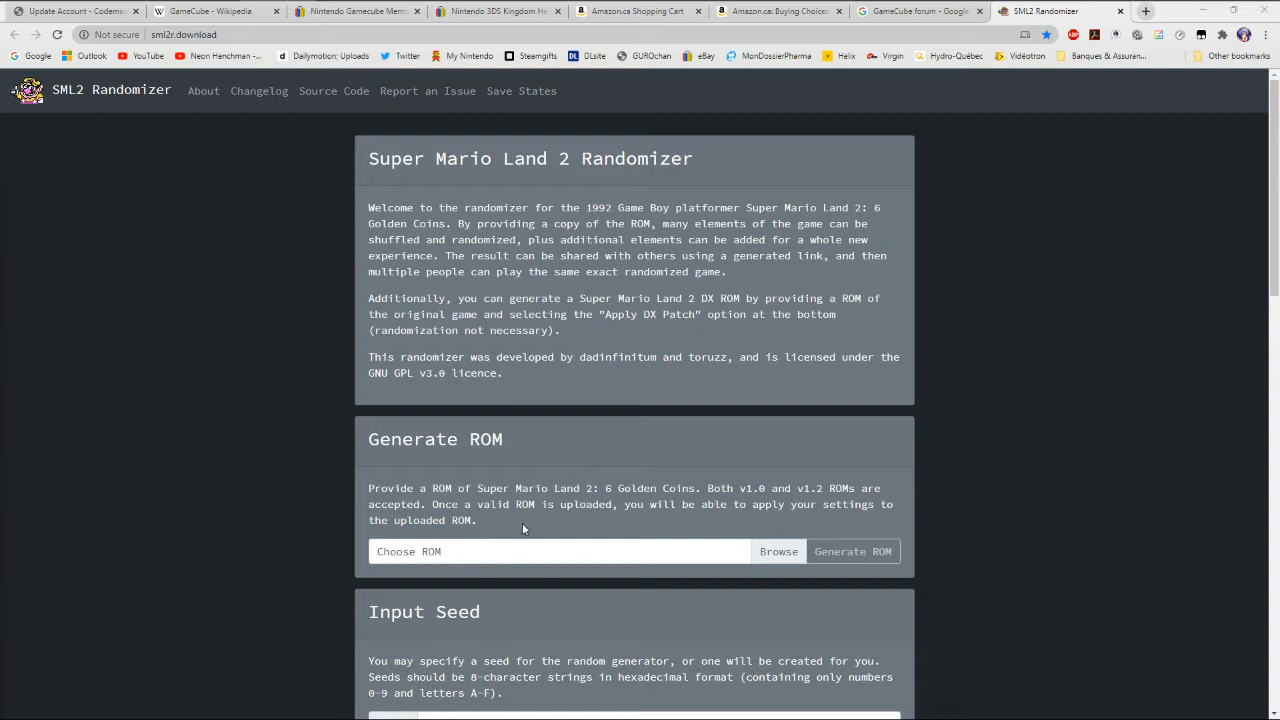 Update Account - Codem
GameCube - Wikipedia
Nintendo Gamecube Mem
Nintendo 3DS Kingdom He
Amazon.ca Shopping Cart
Amazon.ca: Buying Choices
GameCube forum - Google
SML2 Randomizer
Not secure | sml2r.download
Google Outlook YouTube Neon Henchman -... Dailymotion; Uploads Twitter My Nintendo Steamgifts DLsite GUROchan eBay MonDossierPharma Helix Virgin Hydro-Québec Vidéotron Banques & Assuran... Other bookmarks
SML2 Randomizer About Changelog Source Code Report an Issue Save States
Super Mario Land 2 Randomizer
Welcome to the randomizer for the 1992 Game Boy platformer Super Mario Land 2: 6
Golden Coins. By providing a copy of the ROM, many elements of the game can be
shuffled and randomized, plus additional elements can be added for a whole new
experience. The result can be shared with others using a generated link, and then
multiple people can play the same exact randomized game.
Additionally, you can generate a Super Mario Land 2 DX ROM by providing a ROM of
the original game and selecting the "Apply DX Patch" option at the bottom
(randomization not necessary).
This randomizer was developed by dadinfinitum and toruzz, and is licensed under the
GNU GPL v3.0 licence.
Generate ROM
Provide a ROM of Super Mario Land 2: 6 Golden Coins. Both v1.0 and v1.2 ROMs are
accepted. Once a valid ROM is uploaded, you will be able to apply your settings to
the uploaded ROM.
Choose ROM Browse Generate ROM
Input Seed
You may specify a seed for the random generator, or one will be created for you.
Seeds should be 8-character strings in hexadecimal format (containing only numbers
0-9 and letters A-F).